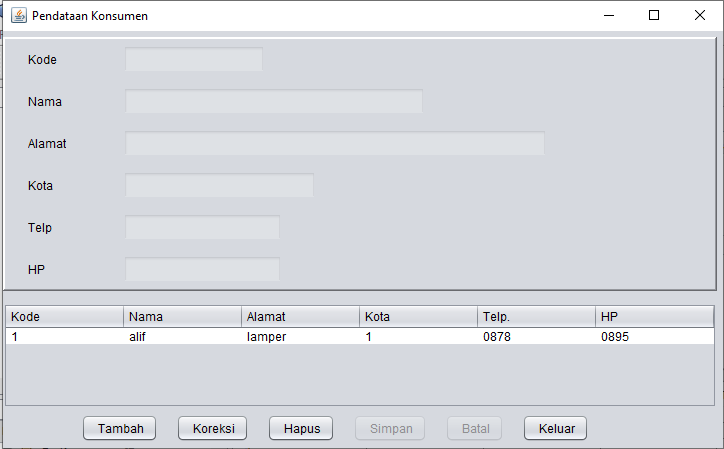 Pendataan Konsumen
Kode
Nama
Alamat
Kota
Telp
HP
Kode Nama Alamat Kota Telp. HP
1 alif lamper 1 0878 0895
Tambah Koreksi Hapus Simpan Batal Keluar